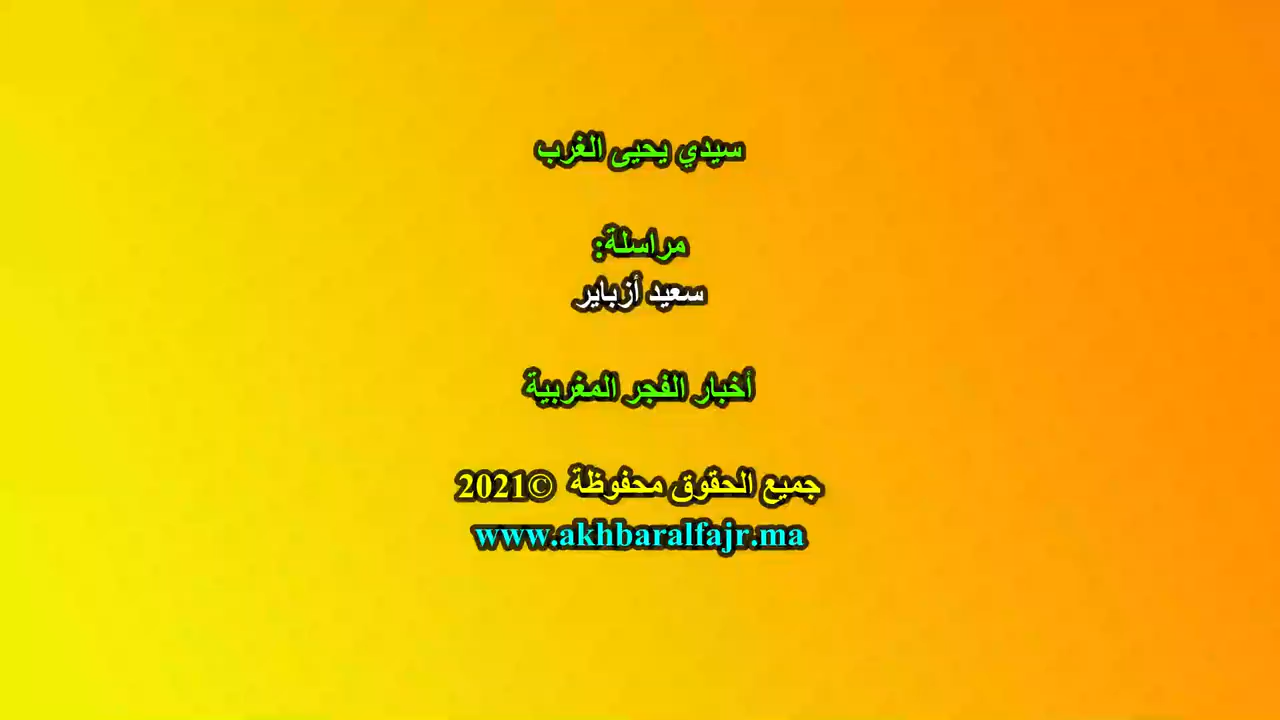 سيدي يحيى الغرب
مراسلة:
سعيد أزباير
أخبار الفجر المغربية
جميع الحقوق محفوظة ©2021
www.akhbaralfajr.ma